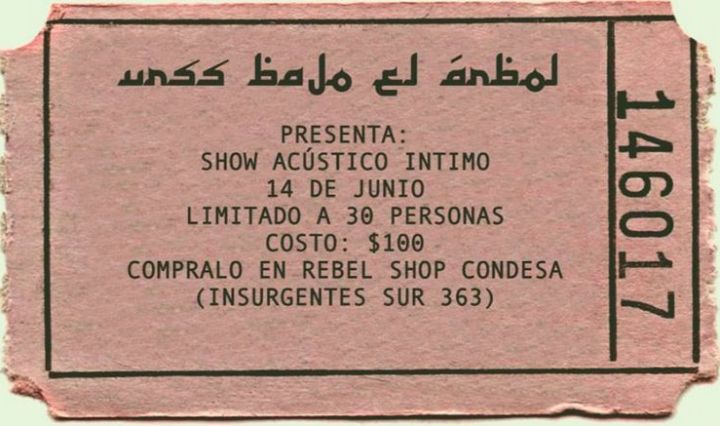 urss bajo el árbol
PRESENTA:
SHOW ACÚSTICO INTIMO
14 DE JUNIO
LIMITADO A 30 PERSONAS
COSTO: $100
COMPRALO EN REBEL SHOP CONDESA
(INSURGENTES SUR 363)
146017